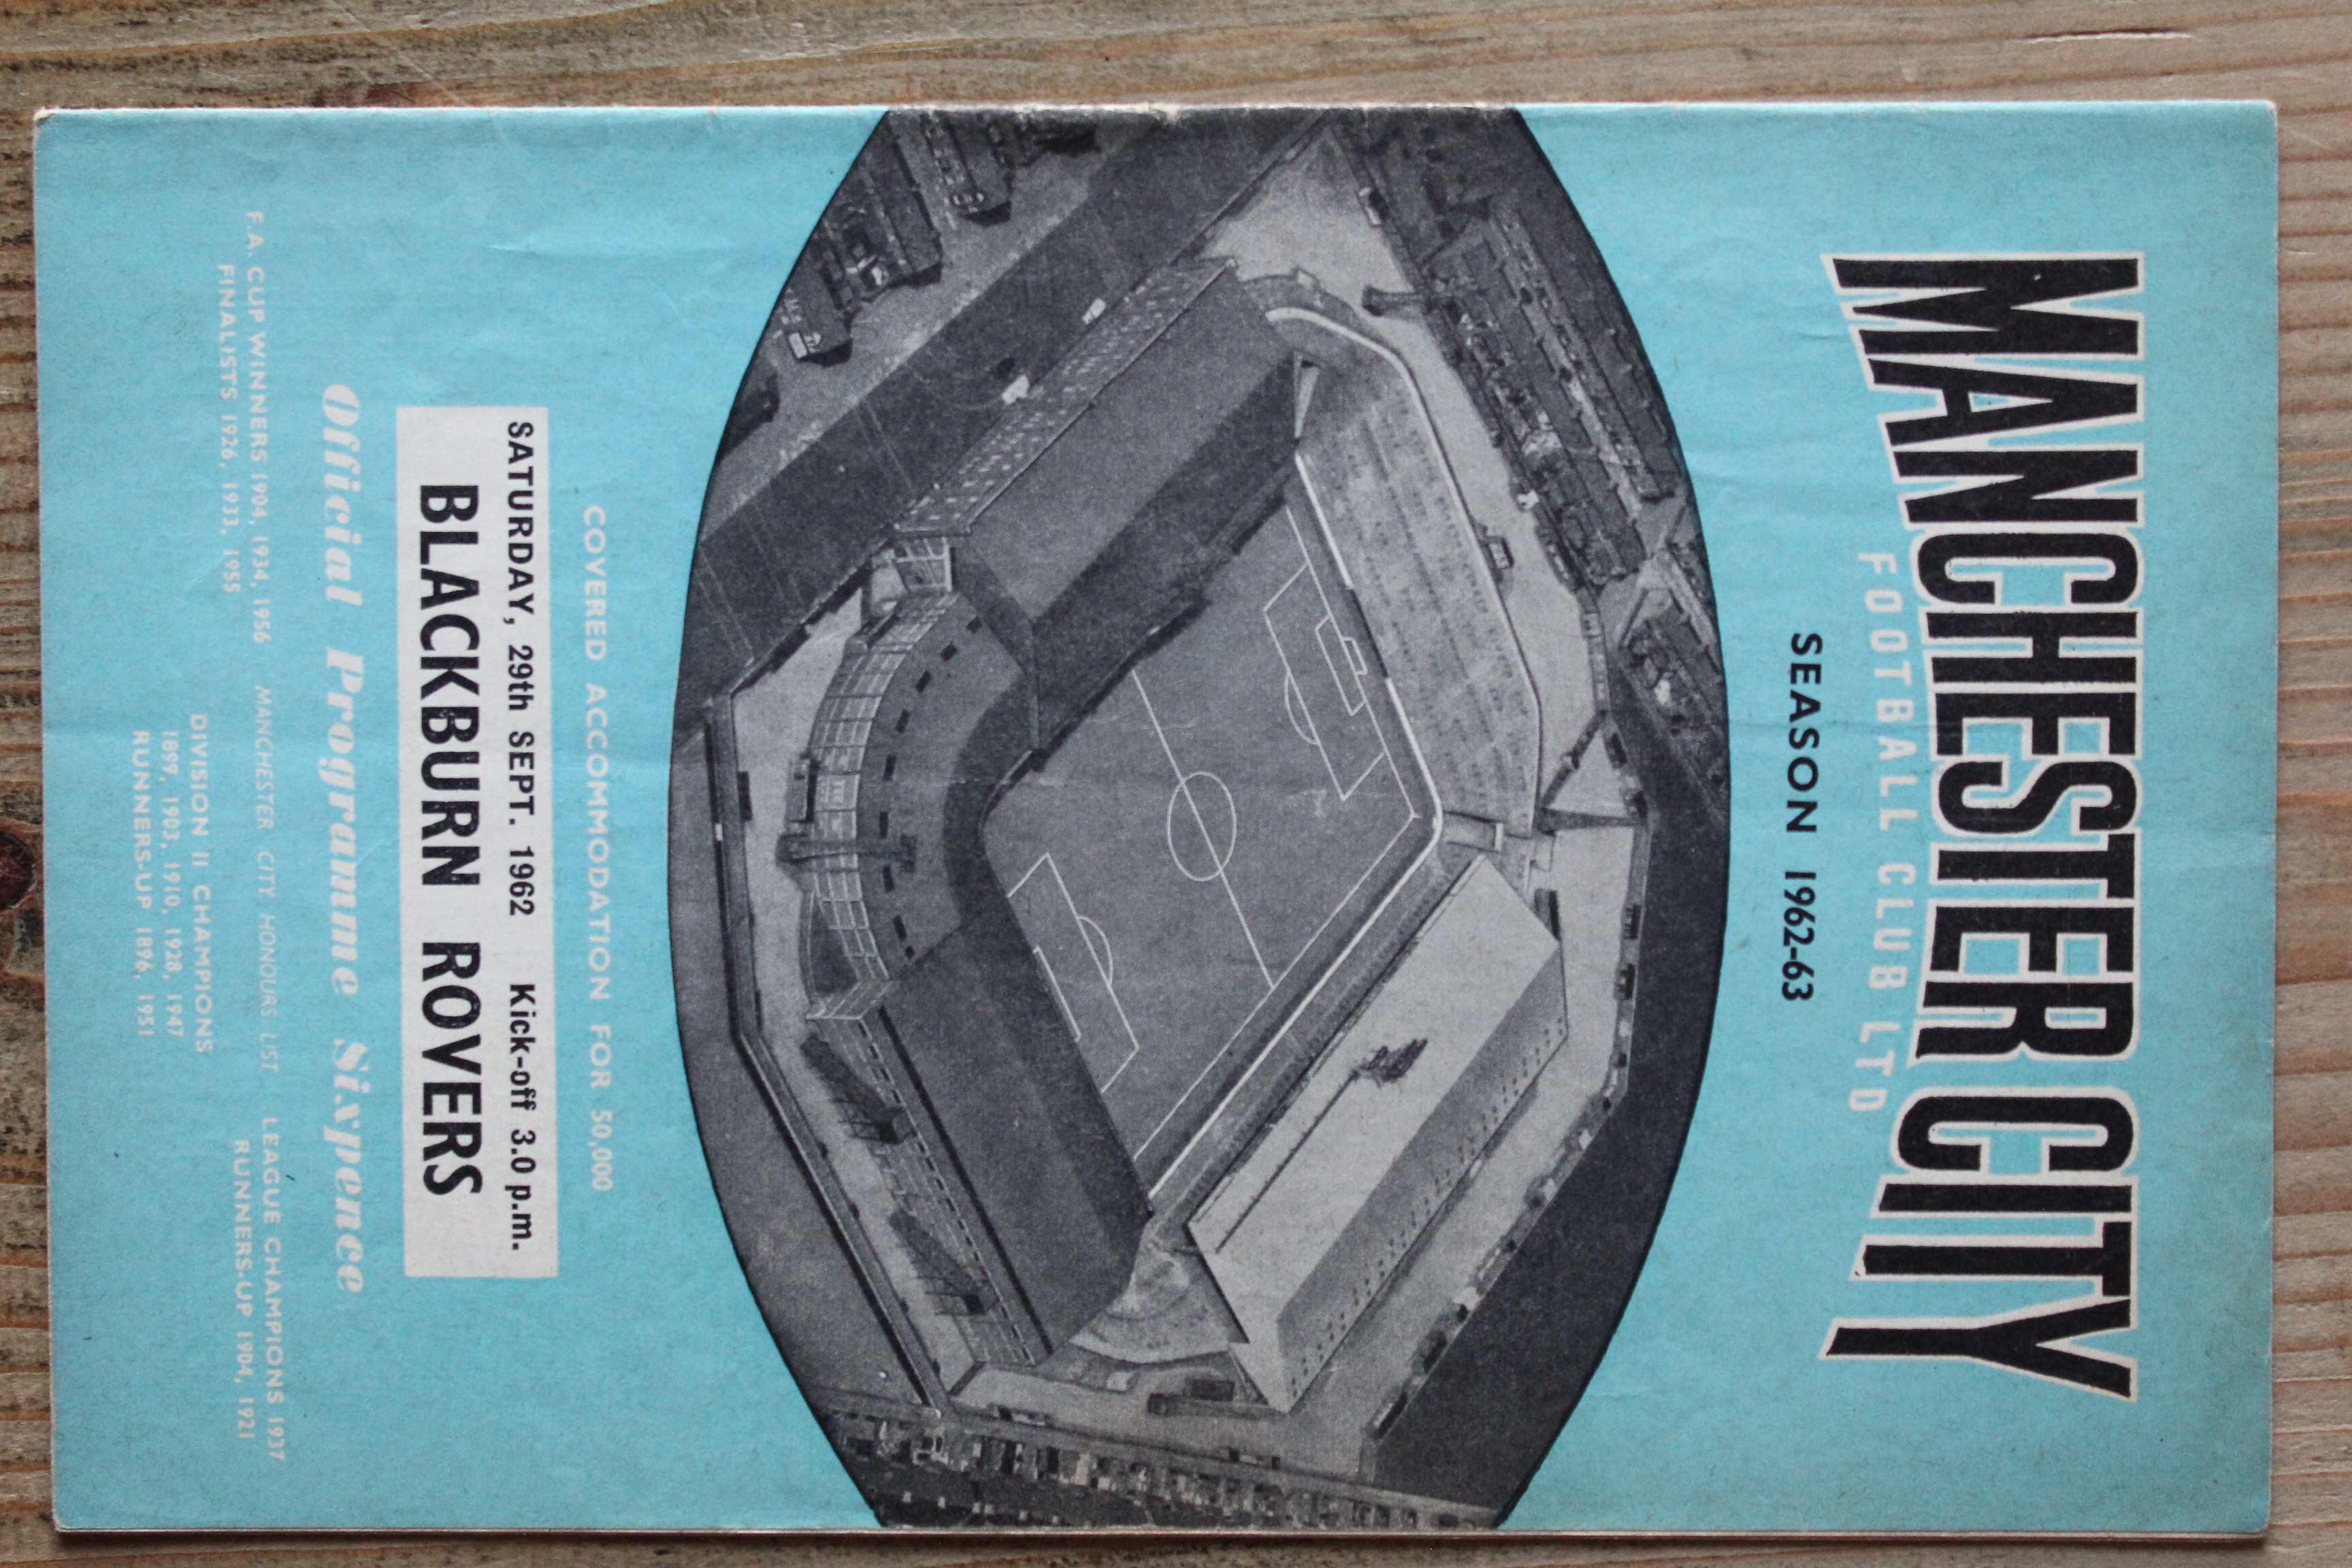 MANCHESTER CITY
FOOTBALL CLUB LTD
SEASON 1962-63
COVERED ACCOMMODATION FOR 50,000
SATURDAY, 29th SEPT. 1962 Kick-off 3.0 p.m.
BLACKBURN ROVERS
Official Programme Sixpence
MANCHESTER CITY HONOURS LIST
F.A. CUP WINNERS 1904, 1934, 1956
FINALISTS 1926, 1933, 1955
LEAGUE CHAMPIONS 1937
RUNNERS-UP 1904, 1921
DIVISION II CHAMPIONS
1899, 1903, 1910, 1928, 1947
RUNNERS-UP 1896, 1951